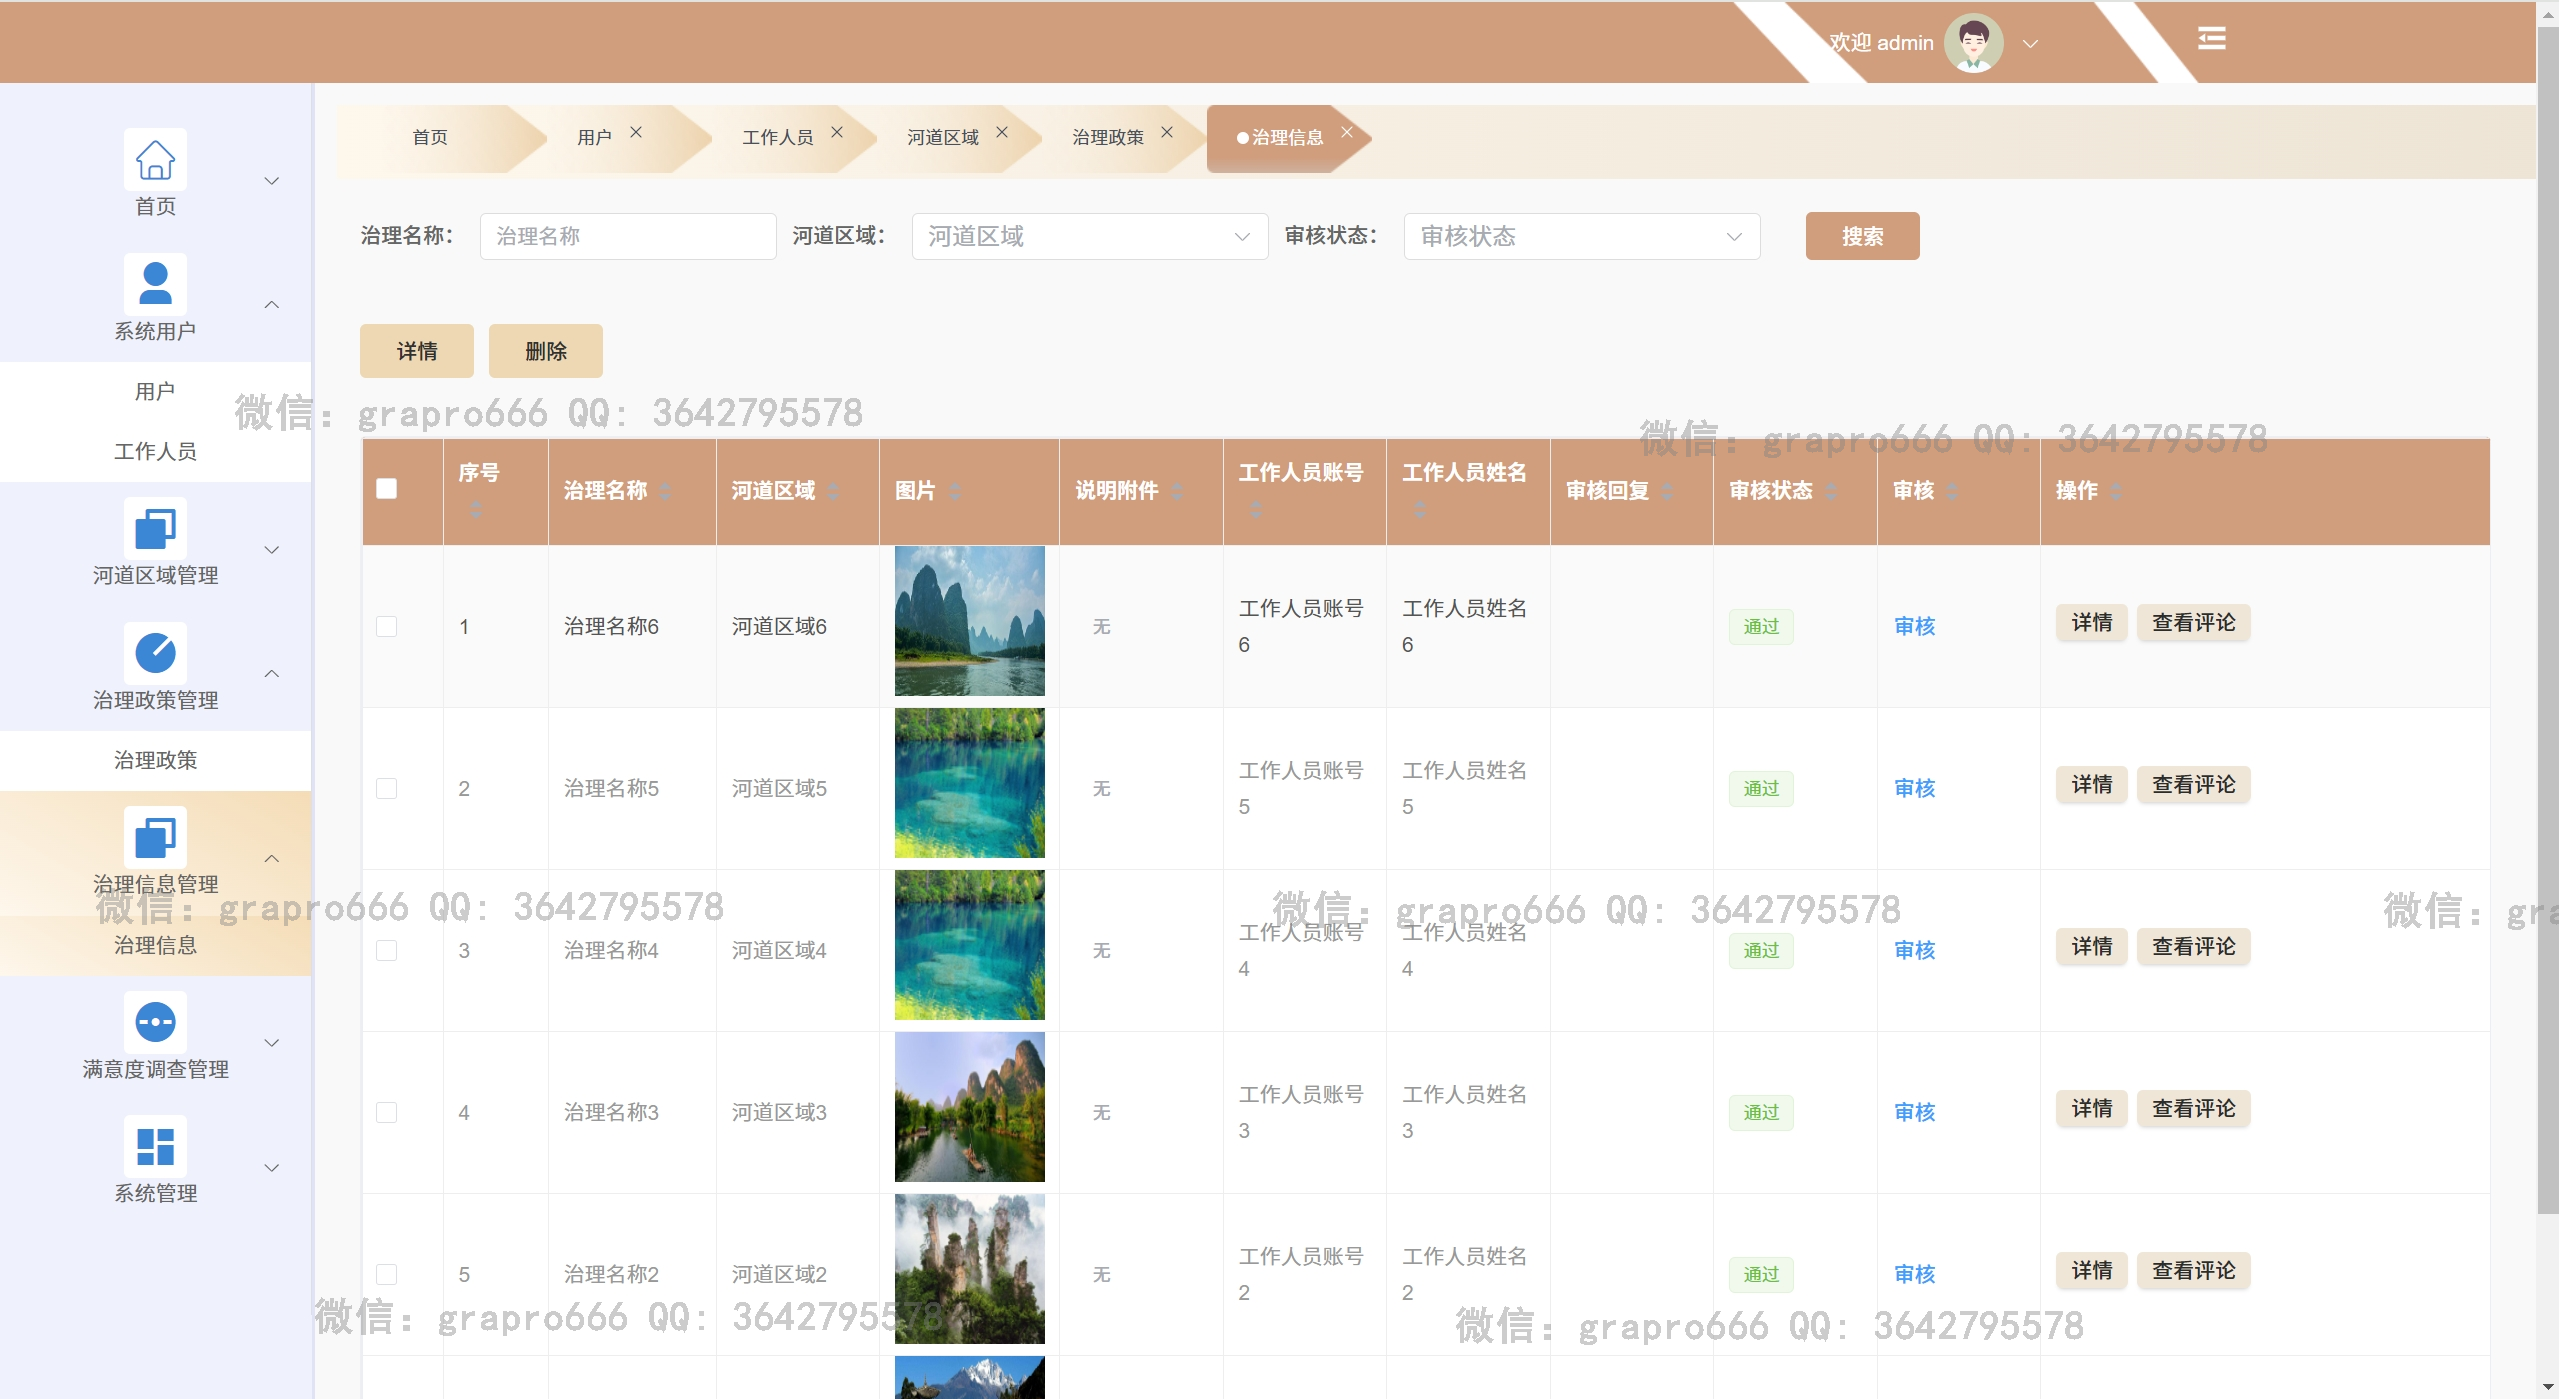 欢迎 admin
首页
用户
工作人员
河道区域
治理政策
治理信息
首页
系统用户
用户
工作人员
河道区域管理
治理政策管理
治理政策
治理信息管理
治理信息
满意度调查管理
系统管理
治理名称： 治理名称 河道区域： 河道区域 审核状态： 审核状态 搜索
详情 删除
微信：grapro666 QQ: 3642795578
微信：grapro666 QQ: 3642795578
序号 治理名称 河道区域 图片 说明附件 工作人员账号 工作人员姓名 审核回复 审核状态 审核 操作
1 治理名称6 河道区域6 无 工作人员账号6 工作人员姓名6 通过 审核 详情 查看评论
2 治理名称5 河道区域5 无 工作人员账号5 工作人员姓名5 通过 审核 详情 查看评论
微信：grapro666 QQ: 3642795578
微信：grapro666 QQ: 3642795578
微信：gra
3 治理名称4 河道区域4 无 工作人员账号4 工作人员姓名4 通过 审核 详情 查看评论
4 治理名称3 河道区域3 无 工作人员账号3 工作人员姓名3 通过 审核 详情 查看评论
5 治理名称2 河道区域2 无 工作人员账号2 工作人员姓名2 通过 审核 详情 查看评论
微信：grapro666 QQ: 3642795578
微信：grapro666 QQ: 3642795578